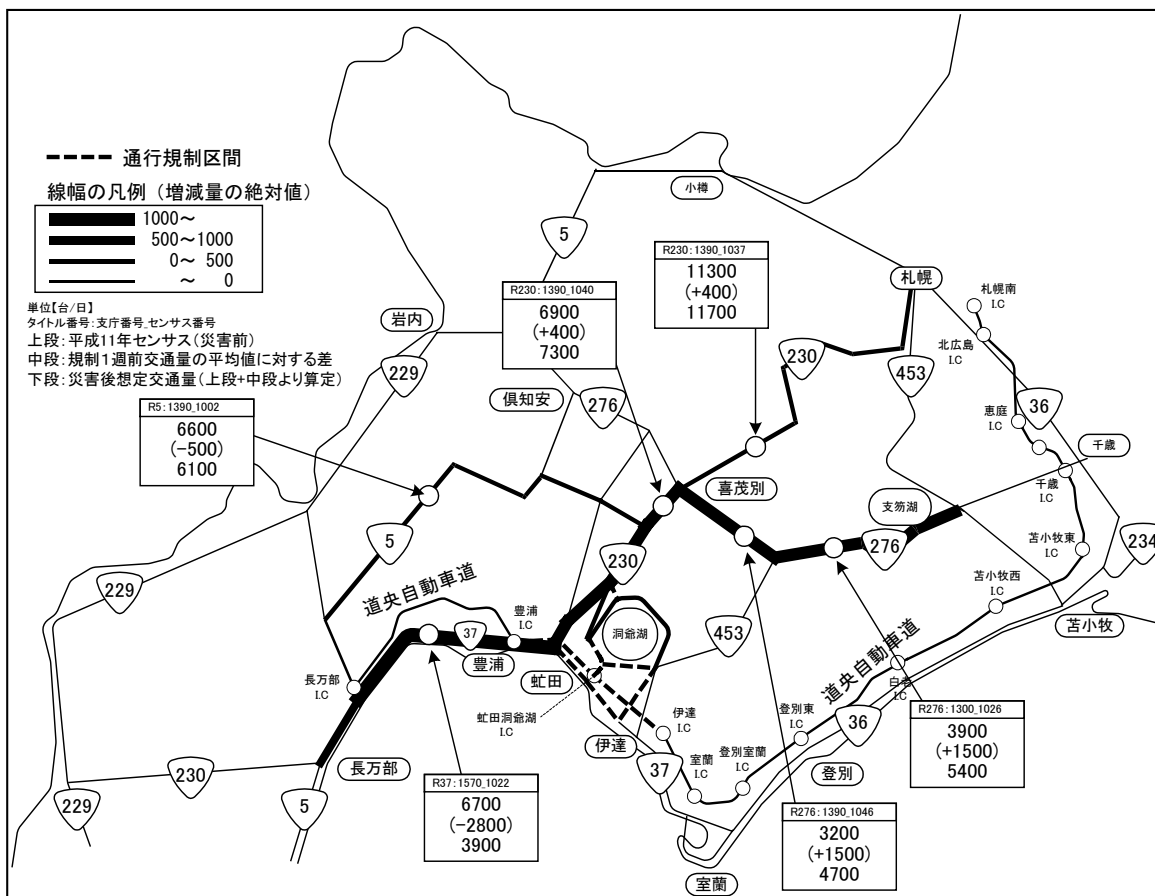 通行規制区間
線幅の凡例（増減量の絶対値）
1000～
500～1000
0～ 500
～ 0
単位【台/日】
タイトル番号:支庁番号_センサス番号
上段:平成11年センサス(災害前)
中段:規制１週前交通量の平均値に対する差
下段:災害後想定交通量(上段+中段より算定)
小樽
5
R230:1390_1037
11300
(+400)
11700
R230:1390_1040
6900
(+400)
7300
札幌
札幌南
I.C
北広島
I.C
岩内
229
230
453
36
恵庭
I.C
倶知安
276
R5:1390_1002
6600
(-500)
6100
千歳
千歳
I.C
喜茂別
支笏湖
5
230
276
苫小牧東
I.C
234
229
道央自動車道
豊浦
I.C
37
洞爺湖
453
苫小牧西
I.C
苫小牧
豊浦
虻田
長万部
I.C
虻田洞爺湖
I.C
道央自動車道
白老
I.C
伊達
I.C
登別東
I.C
36
R276:1300_1026
3900
(+1500)
5400
伊達
37
室蘭
I.C
登別室蘭
I.C
登別
長万部
230
229
5
R37:1570_1022
6700
(-2800)
3900
R276:1390_1046
3200
(+1500)
4700
室蘭